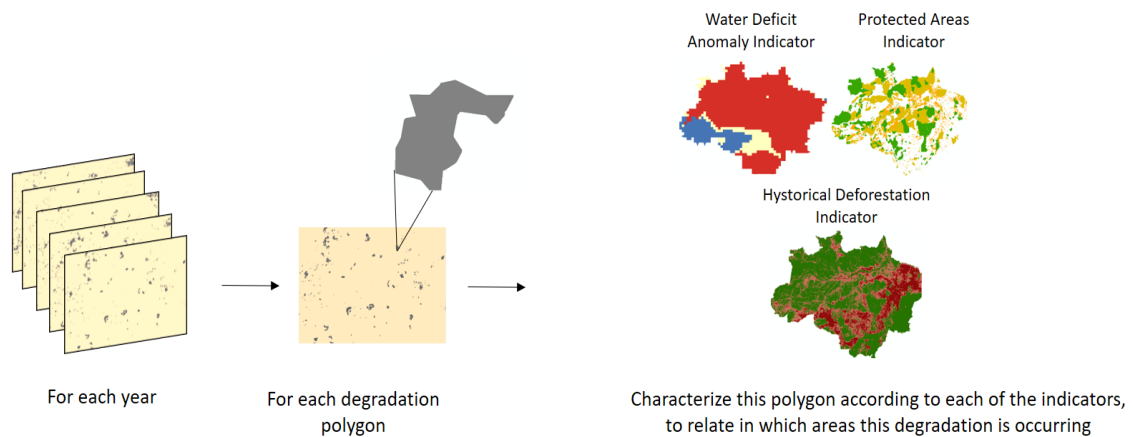 Water Deficit
Anomaly Indicator
Protected Areas
Indicator
Hystorical Deforestation
Indicator
For each year
For each degradation
polygon
Characterize this polygon according to each of the indicators,
to relate in which areas this degradation is occurring